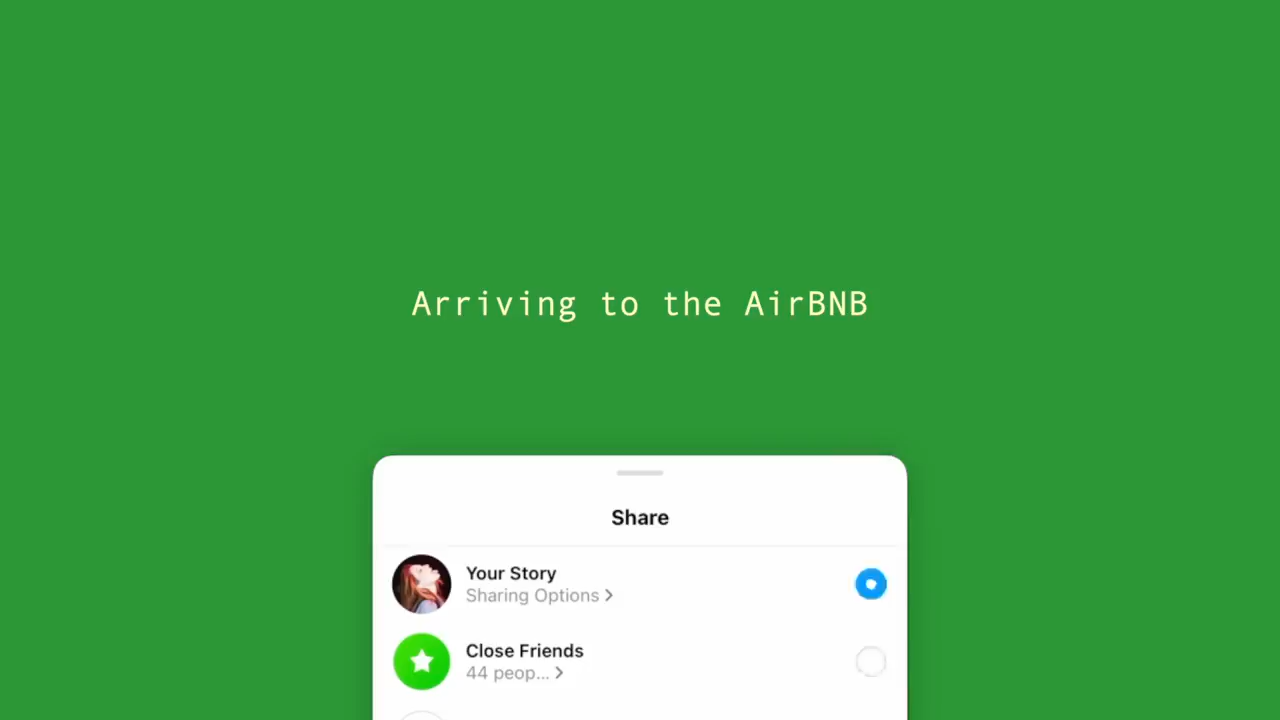 Arriving to the AirBNB
Share
Your Story
Sharing Options >
Close Friends
44 peop... >